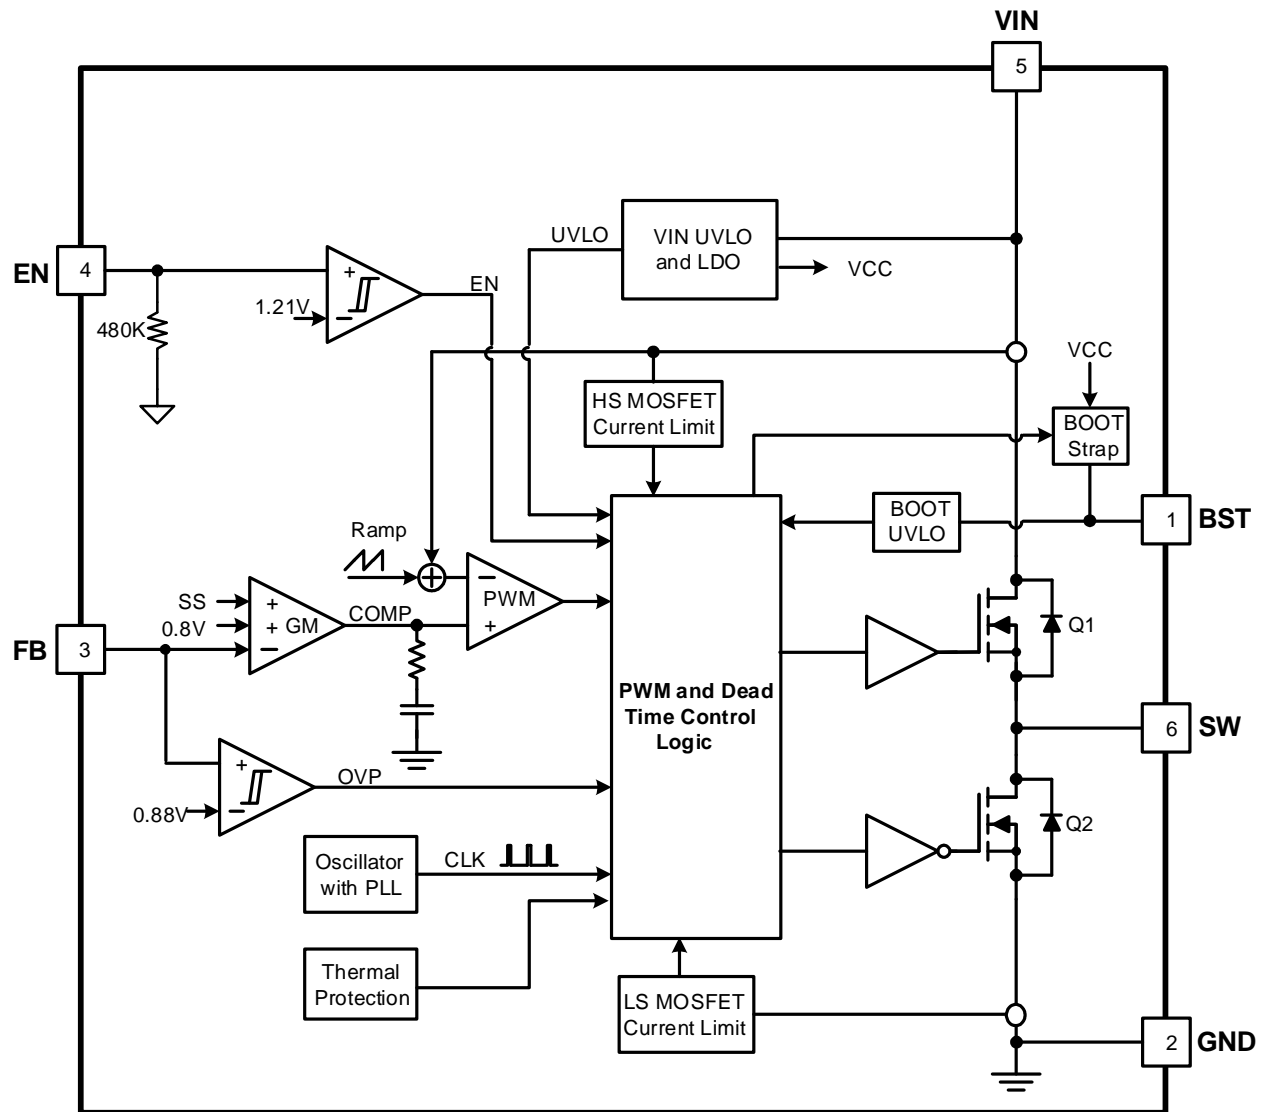 VIN
5
UVLO
VIN UVLO
and LDO
VCC
EN
4
EN
1.21V
480K
VCC
HS MOSFET
Current Limit
BOOT
Strap
BOOT
UVLO
1
BST
Ramp
PWM
SS
0.8V
GM
COMP
FB
3
Q1
PWM and Dead
Time Control
Logic
6
SW
OVP
0.88V
Q2
Oscillator
with PLL
CLK
Thermal
Protection
LS MOSFET
Current Limit
2
GND